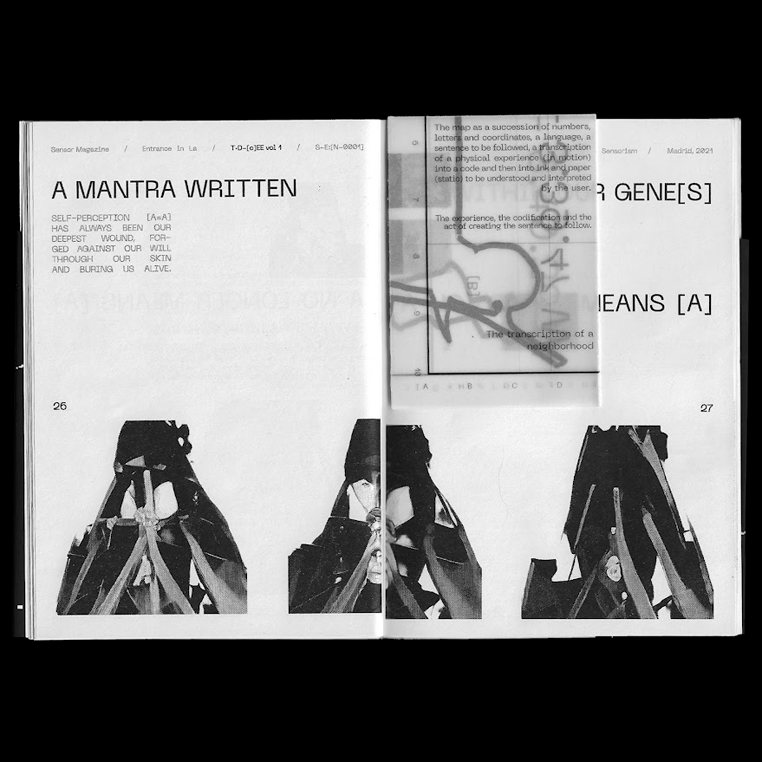 Sensor Magazine / Entrance in La / T-D-[o]EE vol 1 / S-E:[N-0001]
A MANTRA WRITTEN
SELF-PERCEPTION [A=A]
HAS ALWAYS BEEN OUR
DEEPEST WOUND, FOR-
GED AGAINST OUR WILL
THROUGH OUR SKIN
AND BURING US ALIVE.
26
The map as a succession of numbers,
letters and coordinates, a language, a
sentence to be followed, a transcription
of a physical experience (in motion)
into a code and then into ink and paper
(static) to be understood and interpreted
by the user.
The experience, the codification and the
act of creating the sentence to follow.
[B]
The transcription of a
neighborhood
A B C D
Sensorism / Madrid, 2021
R GENE[S]
MEANS [A]
27